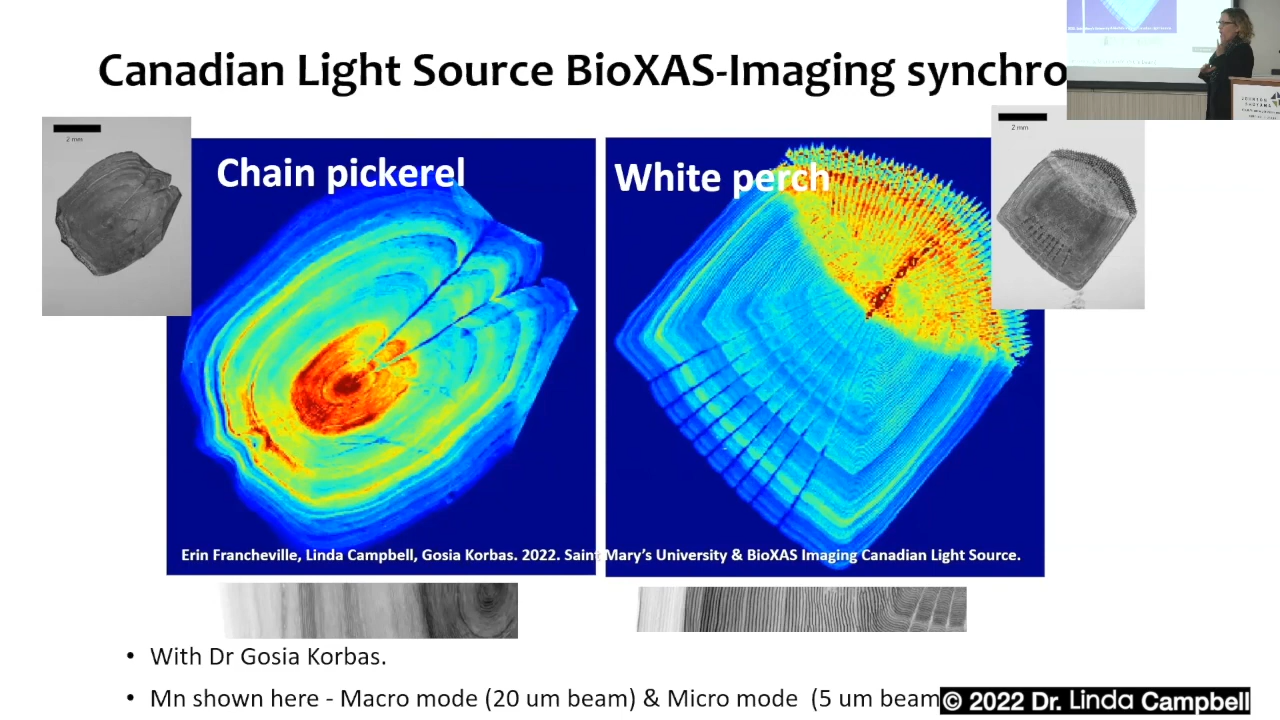 Canadian Light Source BioXAS-Imaging synchro
2 mm
Chain pickerel
White perch
2 mm
Erin Francheville, Linda Campbell, Gosia Korbas. 2022. Saint Mary's University & BioXAS Imaging Canadian Light Source.
• With Dr Gosia Korbas.
• Mn shown here - Macro mode (20 um beam) & Micro mode (5 um beam
© 2022 Dr. Linda Campbell